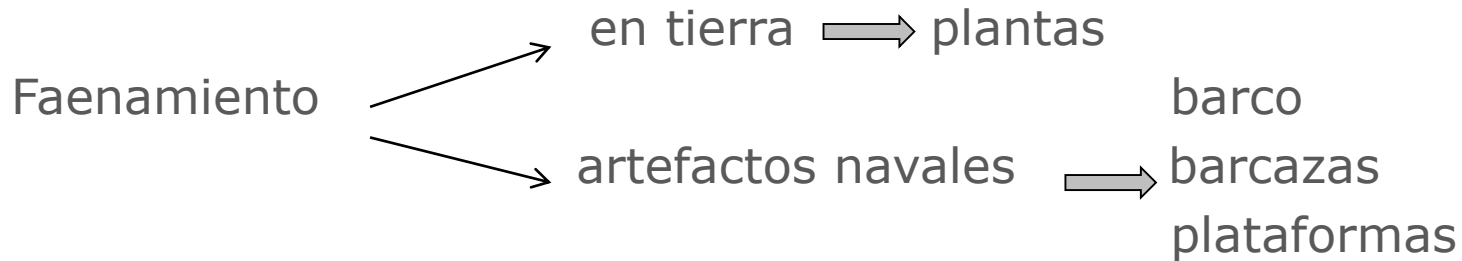 en tierra plantas
Faenamiento
barco
artefactos navales barcazas
plataformas